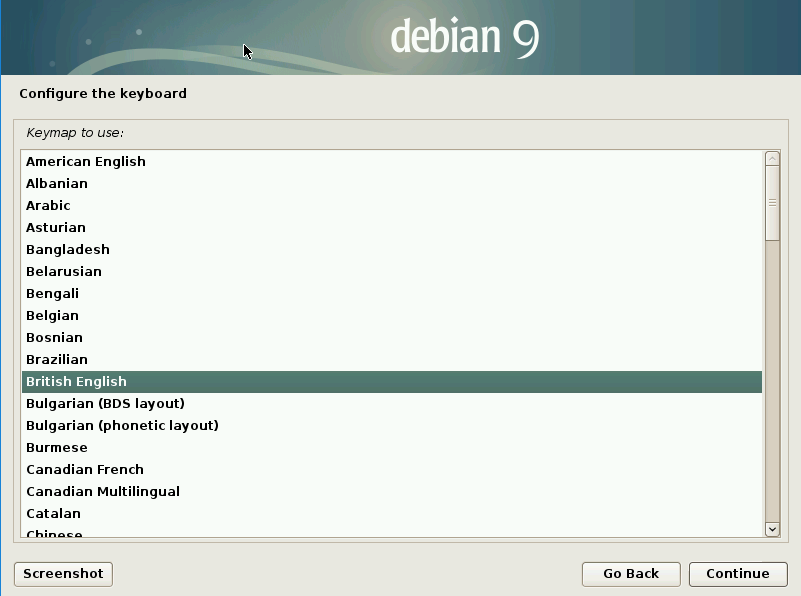 debian 9
Configure the keyboard
Keymap to use:
American English
Albanian
Arabic
Asturian
Bangladesh
Belarusian
Bengali
Belgian
Bosnian
Brazilian
British English
Bulgarian (BDS layout)
Bulgarian (phonetic layout)
Burmese
Canadian French
Canadian Multilingual
Catalan
Chinese
Screenshot
Go Back
Continue